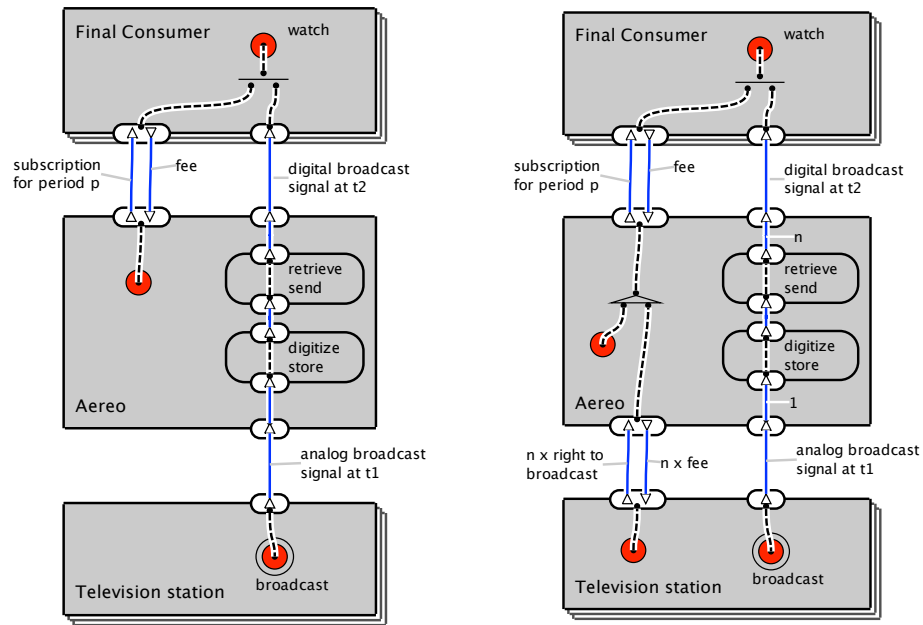 Final Consumer
watch
subscription
for period p
fee
digital broadcast
signal at t2
retrieve
send
digitize
store
Aereo
analog broadcast
signal at t1
broadcast
Television station
Final Consumer
watch
subscription
for period p
fee
digital broadcast
signal at t2
n
retrieve
send
digitize
store
Aereo
1
n x right to
broadcast
n x fee
analog broadcast
signal at t1
broadcast
Television station